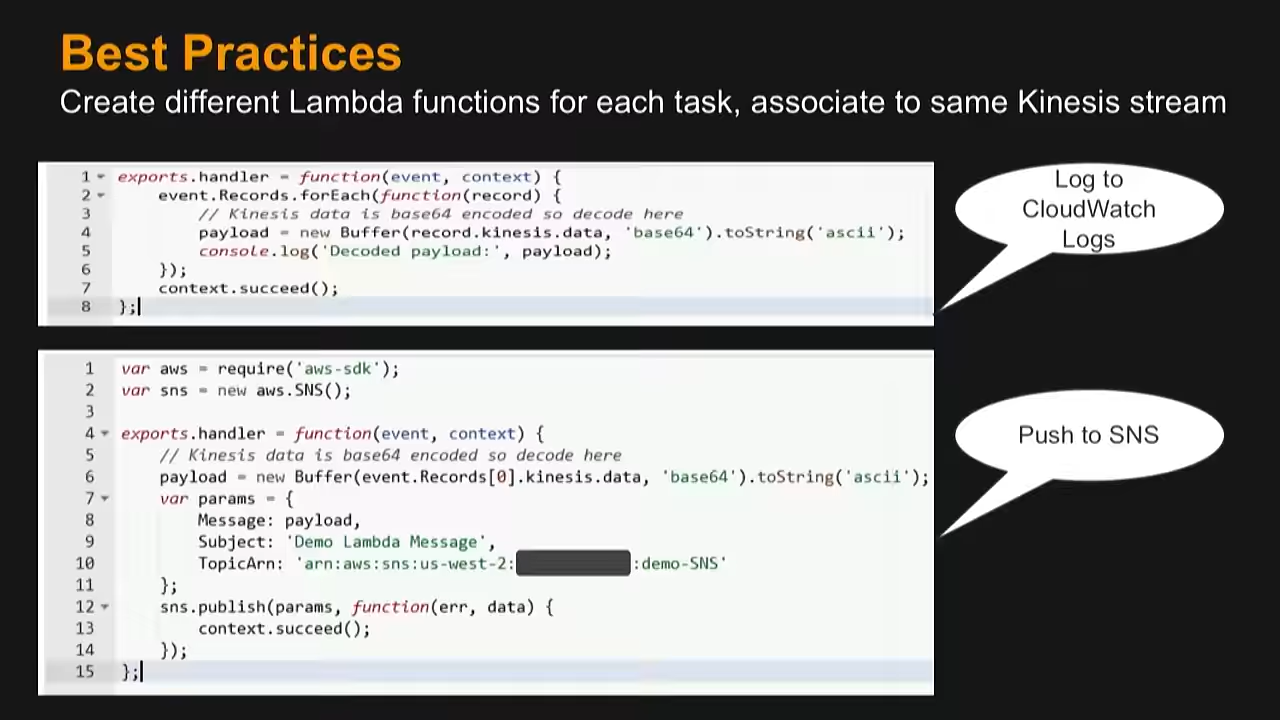 Best Practices
Create different Lambda functions for each task, associate to same Kinesis stream
1 exports.handler = function(event, context) {
2 event.Records.forEach(function(record) {
3 // Kinesis data is base64 encoded so decode here
4 payload = new Buffer(record.kinesis.data, 'base64').toString('ascii');
5 console.log('Decoded payload:', payload);
6 });
7 context.succeed();
8 };
Log to
CloudWatch
Logs
1 var aws = require('aws-sdk');
2 var sns = new aws.SNS();
3
4 exports.handler = function(event, context) {
5 // Kinesis data is base64 encoded so decode here
6 payload = new Buffer(event.Records[0].kinesis.data, 'base64').toString('ascii');
7 var params = {
8 Message: payload,
9 Subject: 'Demo Lambda Message',
10 TopicArn: 'arn:aws:sns:us-west-2: :demo-SNS'
11 };
12 sns.publish(params, function(err, data) {
13 context.succeed();
14 });
15 };
Push to SNS